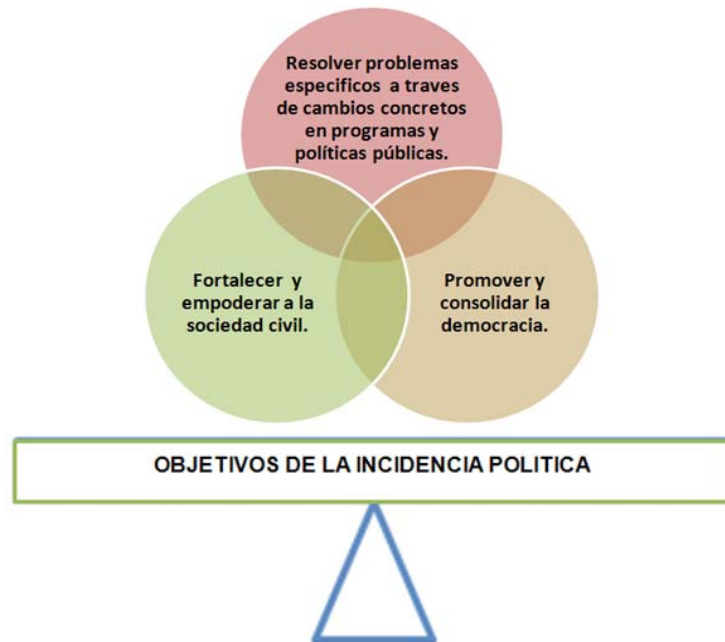 Resolver problemas
especificos a traves
de cambios concretos
en programas y
políticas públicas.
Fortalecer y
empoderar a la
sociedad civil.
Promover y
consolidar la
democracia.
OBJETIVOS DE LA INCIDENCIA POLITICA